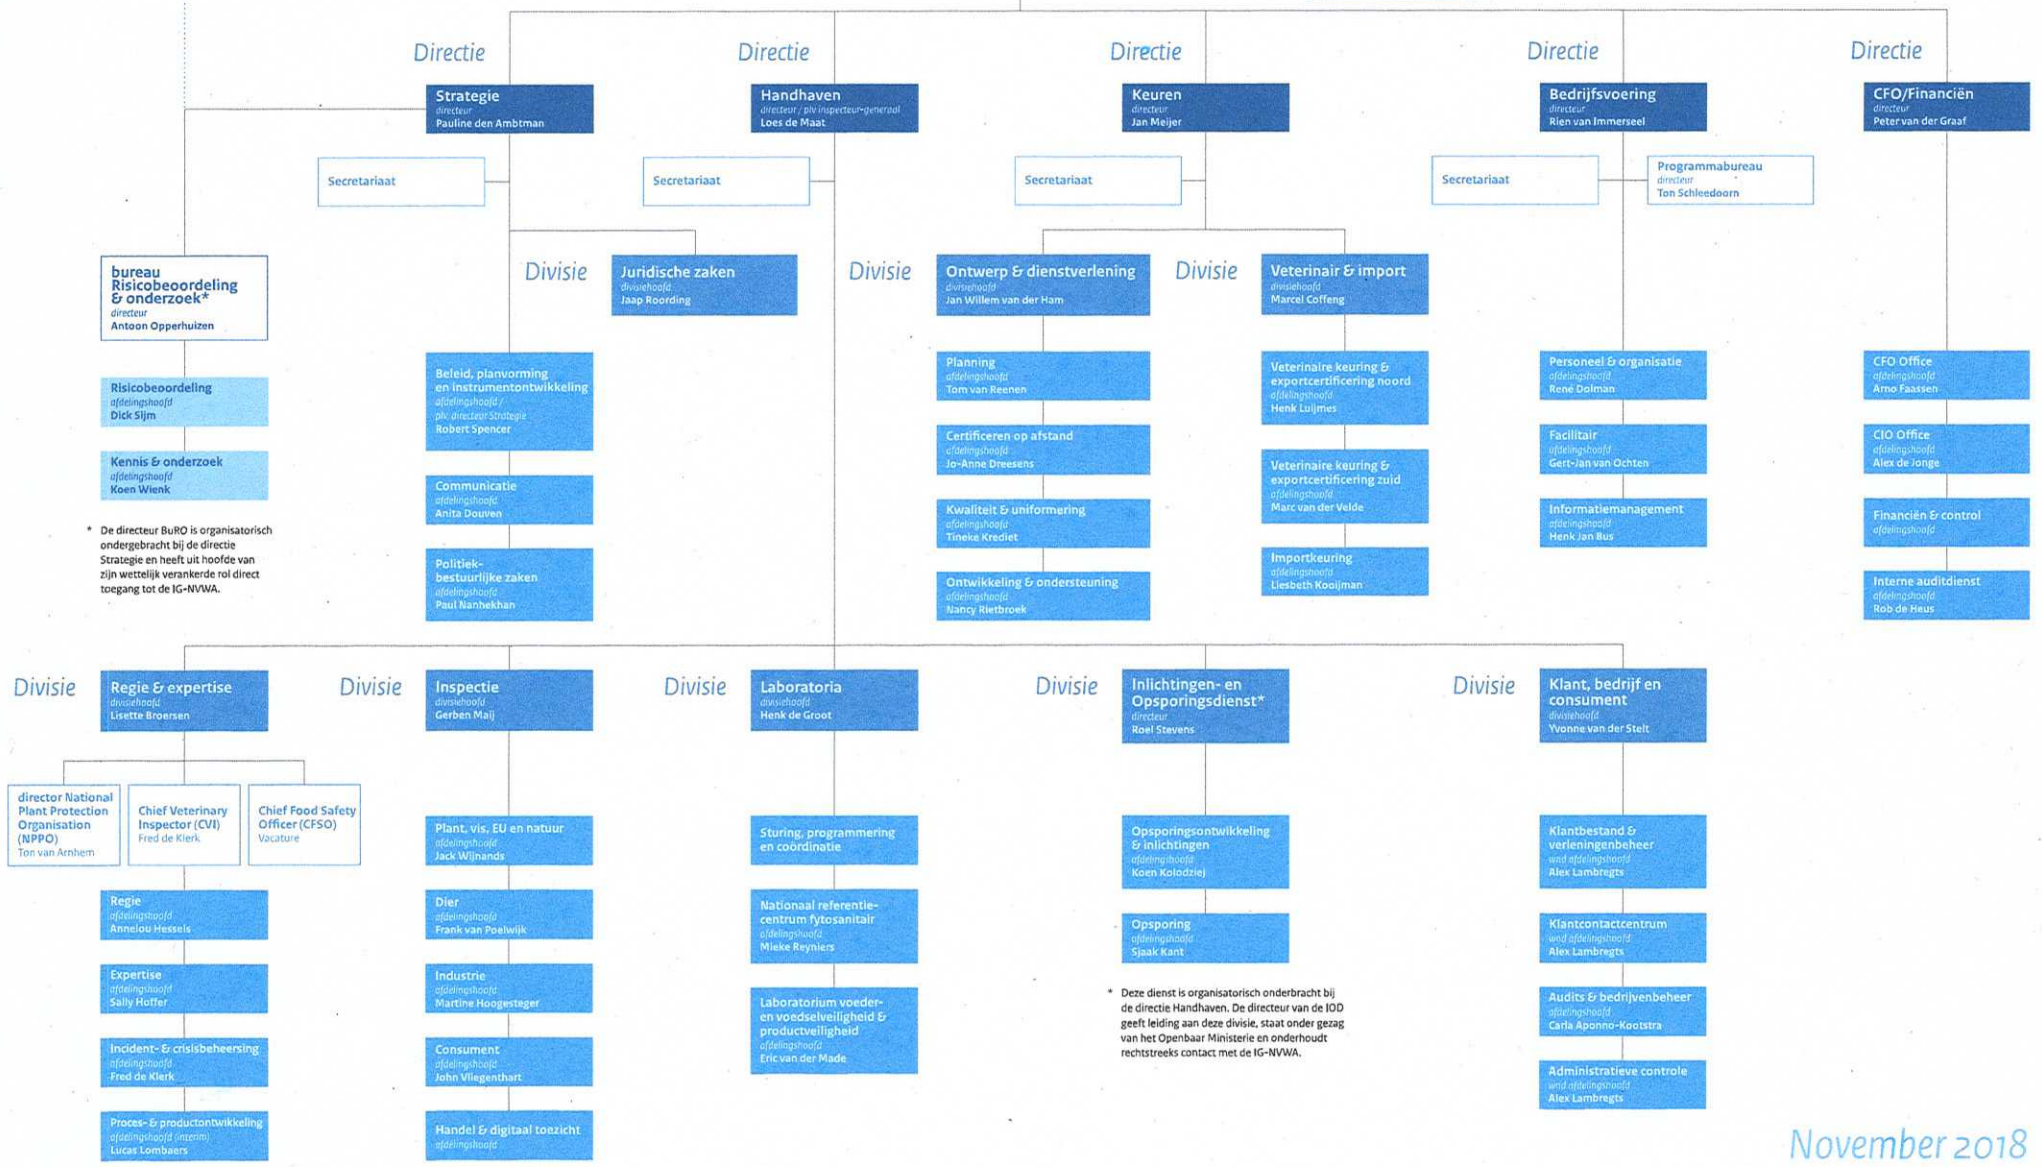 Directie
Strategie
directeur
Pauline den Ambtman
Directie
Handhaven
directeur / plv inspecteur-generaal
Loes de Maat
Directie
Keuren
directeur
Jan Meijer
Directie
Bedrijfsvoering
directeur
Rien van Immerseel
Directie
CFO/Financiën
directeur
Peter van der Graaf
Secretariaat
Secretariaat
Secretariaat
Secretariaat
Programmabureau
directeur
Ton Schleedoorn
bureau
Risicobeoordeling
& onderzoek*
directeur
Antoon Opperhuizen
Risicobeoordeling
afdelingshoofd
Dick Sijm
Kennis & onderzoek
afdelingshoofd
Koen Wienk
* De directeur BuRO is organisatorisch
ondergebracht bij de directie
Strategie en heeft uit hoofde van
zijn wettelijk verankerde rol direct
toegang tot de IG-NVWA.
Divisie
Juridische zaken
divisiehoofd
Jaap Roording
Beleid, planvorming
en instrumentontwikkeling
afdelingshoofd /
plv. directeur Strategie
Robert Spencer
Communicatie
afdelingshoofd
Anita Douven
Politiek-
bestuurlijke zaken
afdelingshoofd
Paul Nanhekhan
Divisie
Ontwerp & dienstverlening
divisiehoofd
Jan Willem van der Ham
Planning
afdelingshoofd
Tom van Reenen
Certificeren op afstand
afdelingshoofd
Jo-Anne Dreesens
Kwaliteit & uniformering
afdelingshoofd
Tineke Krediet
Ontwikkeling & ondersteuning
afdelingshoofd
Nancy Rietbroek
Divisie
Veterinair & import
divisiehoofd
Marcel Coffeng
Veterinaire keuring &
exportcertificering noord
afdelingshoofd
Henk Luijmes
Veterinaire keuring &
exportcertificering zuid
afdelingshoofd
Marc van der Velde
Importkeuring
afdelingshoofd
Liesbeth Kooijman
Personeel & organisatie
afdelingshoofd
René Dolman
Facilitair
afdelingshoofd
Gert-Jan van Ochten
Informatiemanagement
afdelingshoofd
Henk Jan Bus
CFO Office
afdelingshoofd
Arno Faassen
CIO Office
afdelingshoofd
Alex de Jonge
Financiën & control
afdelingshoofd
Interne auditdienst
afdelingshoofd
Rob de Heus
Divisie
Regie & expertise
divisiehoofd
Lisette Broersen
director National
Plant Protection
Organisation
(NPPO)
Ton van Arnhem
Chief Veterinary
Inspector (CVI)
Fred de Klerk
Chief Food Safety
Officer (CFSO)
Vacature
Regie
afdelingshoofd
Annelou Hessels
Expertise
afdelingshoofd
Sally Hoffer
Incident- & crisisbeheersing
afdelingshoofd
Fred de Klerk
Proces- & productontwikkeling
afdelingshoofd (interim)
Lucas Lombaers
Divisie
Inspectie
divisiehoofd
Gerben Maij
Plant, vis, EU en natuur
afdelingshoofd
Jack Wijnands
Dier
afdelingshoofd
Frank van Poelwijk
Industrie
afdelingshoofd
Martine Hoogesteger
Consument
afdelingshoofd
John Vliegenthart
Handel & digitaal toezicht
afdelingshoofd
Divisie
Laboratoria
divisiehoofd
Henk de Groot
Sturing, programmering
en coördinatie
Nationaal referentie-
centrum fytosanitair
afdelingshoofd
Mieke Reyniers
Laboratorium voeder-
en voedselveiligheid &
productveiligheid
afdelingshoofd
Eric van der Made
Divisie
Inlichtingen- en
Opsporingsdienst*
directeur
Roel Stevens
Opsporingsontwikkeling
& inlichtingen
afdelingshoofd
Koen Kolodziej
Opsporing
afdelingshoofd
Sjaak Kant
* Deze dienst is organisatorisch onderbracht bij
de directie Handhaven. De directeur van de IOD
geeft leiding aan deze divisie, staat onder gezag
van het Openbaar Ministerie en onderhoudt
rechtstreeks contact met de IG-NVWA.
Divisie
Klant, bedrijf en
consument
divisiehoofd
Yvonne van der Stelt
Klantbestand &
verleningenbeheer
wnd afdelingshoofd
Alex Lambregts
Klantcontactcentrum
wnd afdelingshoofd
Alex Lambregts
Audits & bedrijvenbeheer
afdelingshoofd
Carla Aponno-Kootstra
Administratieve controle
wnd afdelingshoofd
Alex Lambregts
November 2018